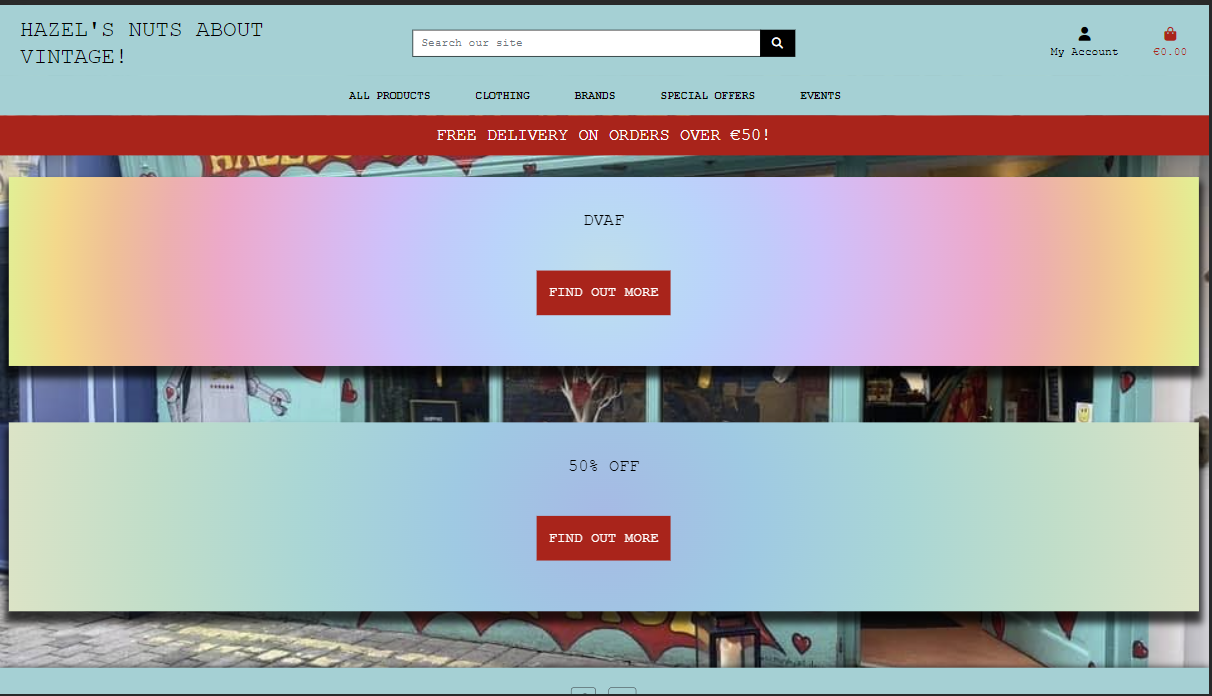 HAZEL'S NUTS ABOUT
VINTAGE!
Search our site
My Account
€0.00
ALL PRODUCTS
CLOTHING
BRANDS
SPECIAL OFFERS
EVENTS
FREE DELIVERY ON ORDERS OVER €50!
DVAF
FIND OUT MORE
50% OFF
FIND OUT MORE